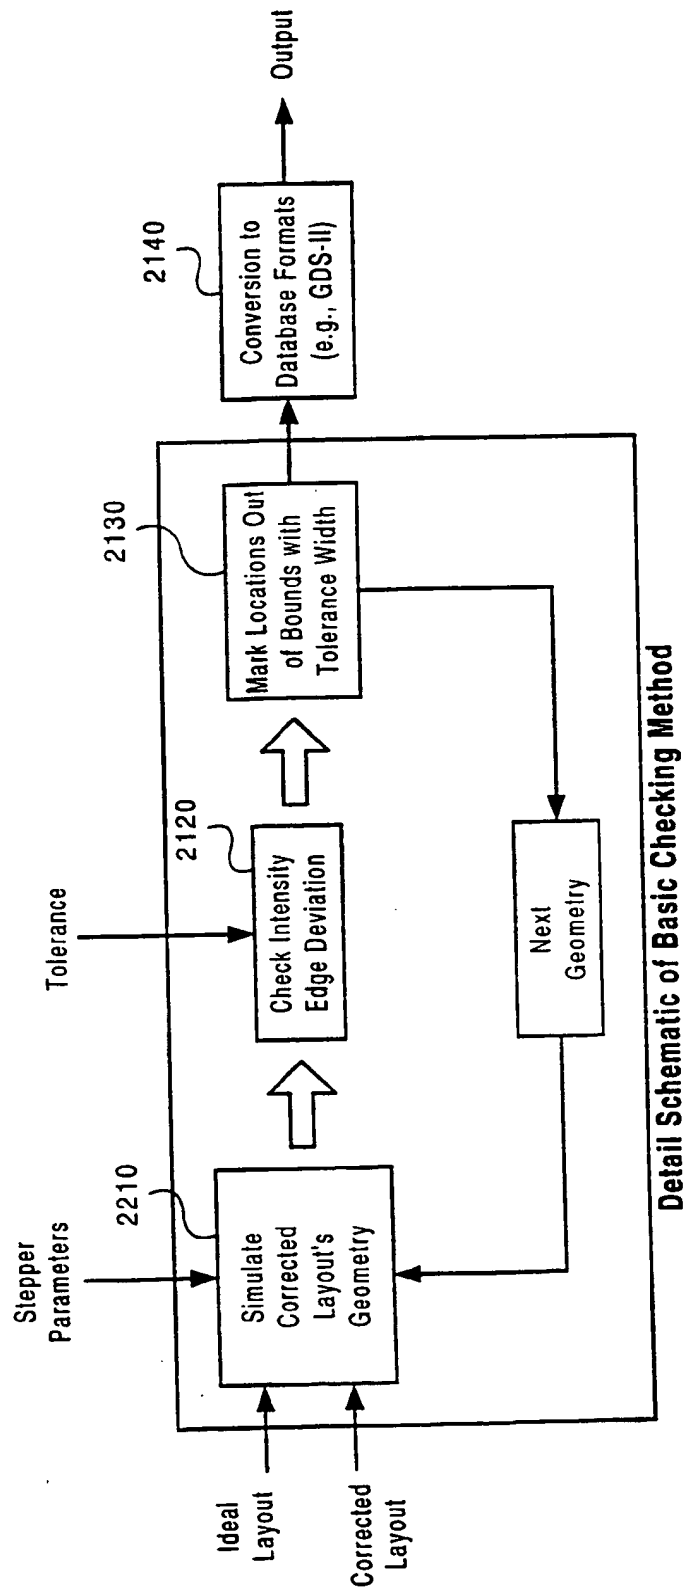 Stepper
Parameters
Tolerance
Ideal
Layout
Corrected
Layout
2210
Simulate
Corrected
Layout's
Geometry
2120
Check Intensity
Edge Deviation
2130
Mark Locations Out
of Bounds with
Tolerance Width
2140
Conversion to
Database Formats
(e.g., GDS-II)
Output
Next
Geometry
Detail Schematic of Basic Checking Method